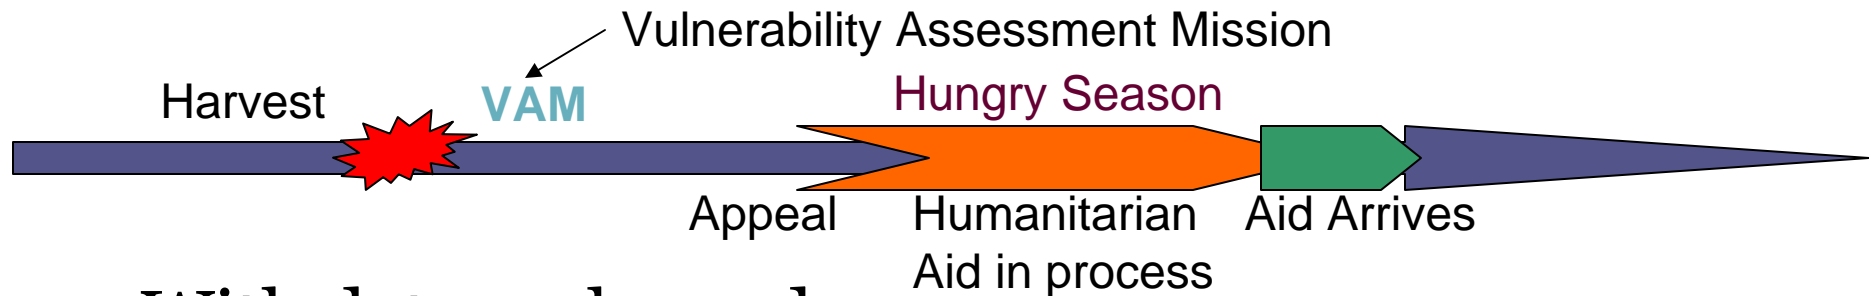 Vulnerability Assessment Mission
Harvest
VAM
Hungry Season
Appeal
Humanitarian
Aid in process
Aid Arrives